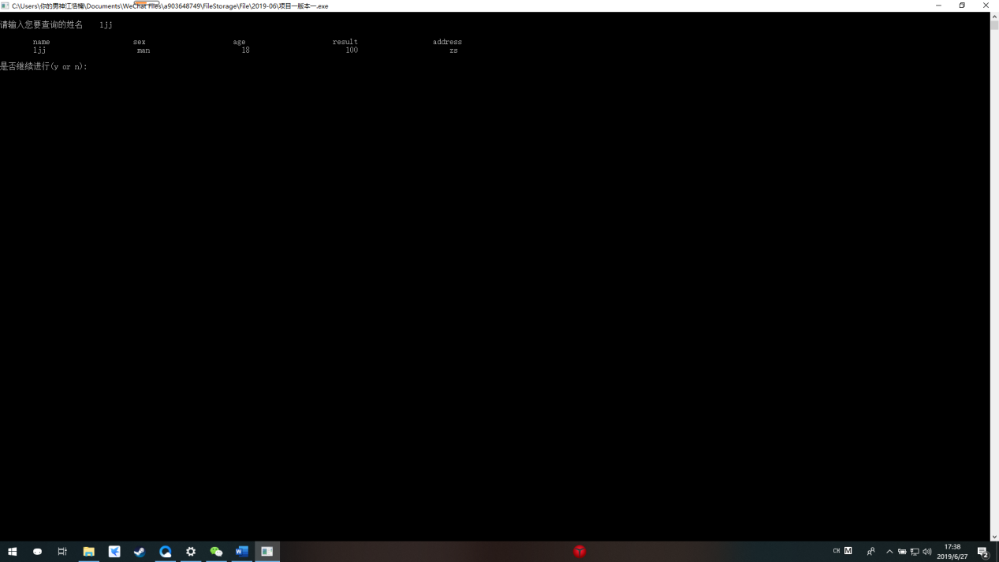 C:\Users\你的男神江浩楠\Documents\WeChat Files\a903648749\FileStorage\File\2019-06\项目一版本一.exe
请输入您要查询的姓名 ljj
name sex age result address
ljj man 18 100 zs
是否继续进行(y or n):
CH M
17:38
2019/6/27
2